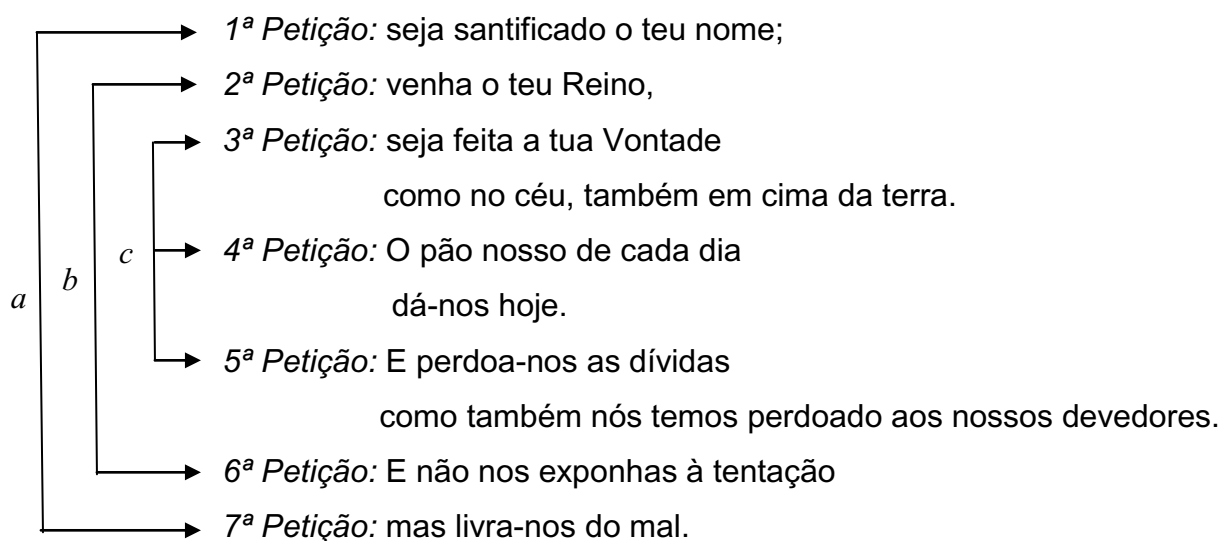 1ª Petição: seja santificado o teu nome;
2ª Petição: venha o teu Reino,
3ª Petição: seja feita a tua Vontade
como no céu, também em cima da terra.
4ª Petição: O pão nosso de cada dia
dá-nos hoje.
5ª Petição: E perdoa-nos as dívidas
como também nós temos perdoado aos nossos devedores.
6ª Petição: E não nos exponhas à tentação
7ª Petição: mas livra-nos do mal.
a
b
c